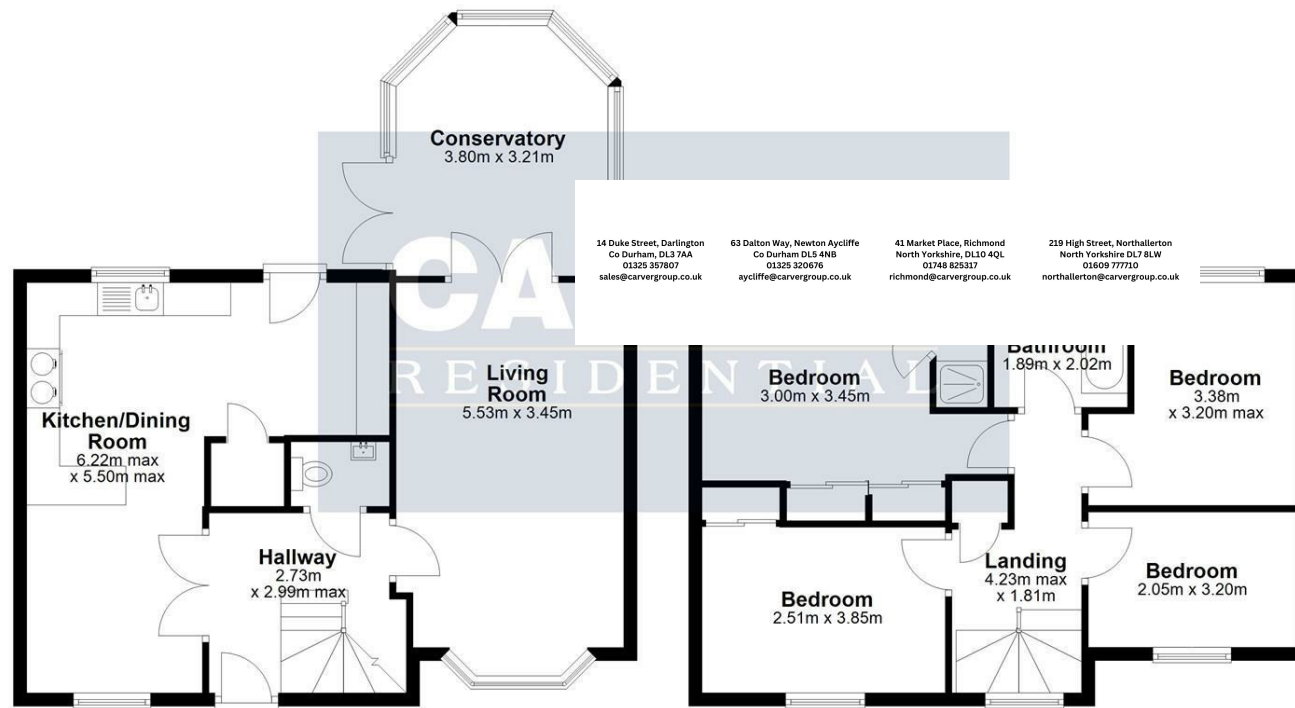 Conservatory
3.80m x 3.21m
14 Duke Street, Darlington
Co Durham, DL3 7AA
01325 357807
sales@carvergroup.co.uk
63 Dalton Way, Newton Aycliffe
Co Durham DL5 4NB
01325 320676
aycliffe@carvergroup.co.uk
41 Market Place, Richmond
North Yorkshire, DL10 4QL
01748 825317
richmond@carvergroup.co.uk
219 High Street, Northallerton
North Yorkshire DL7 8LW
01609 777710
northallerton@carvergroup.co.uk
CA
RESIDENTIAL
Kitchen/Dining
Room
6.22m max
x 5.50m max
Living
Room
5.53m x 3.45m
Hallway
2.73m
x 2.99m max
Bedroom
3.00m x 3.45m
Bathroom
1.89m x 2.02m
Bedroom
3.38m
x 3.20m max
Bedroom
2.51m x 3.85m
Landing
4.23m max
x 1.81m
Bedroom
2.05m x 3.20m